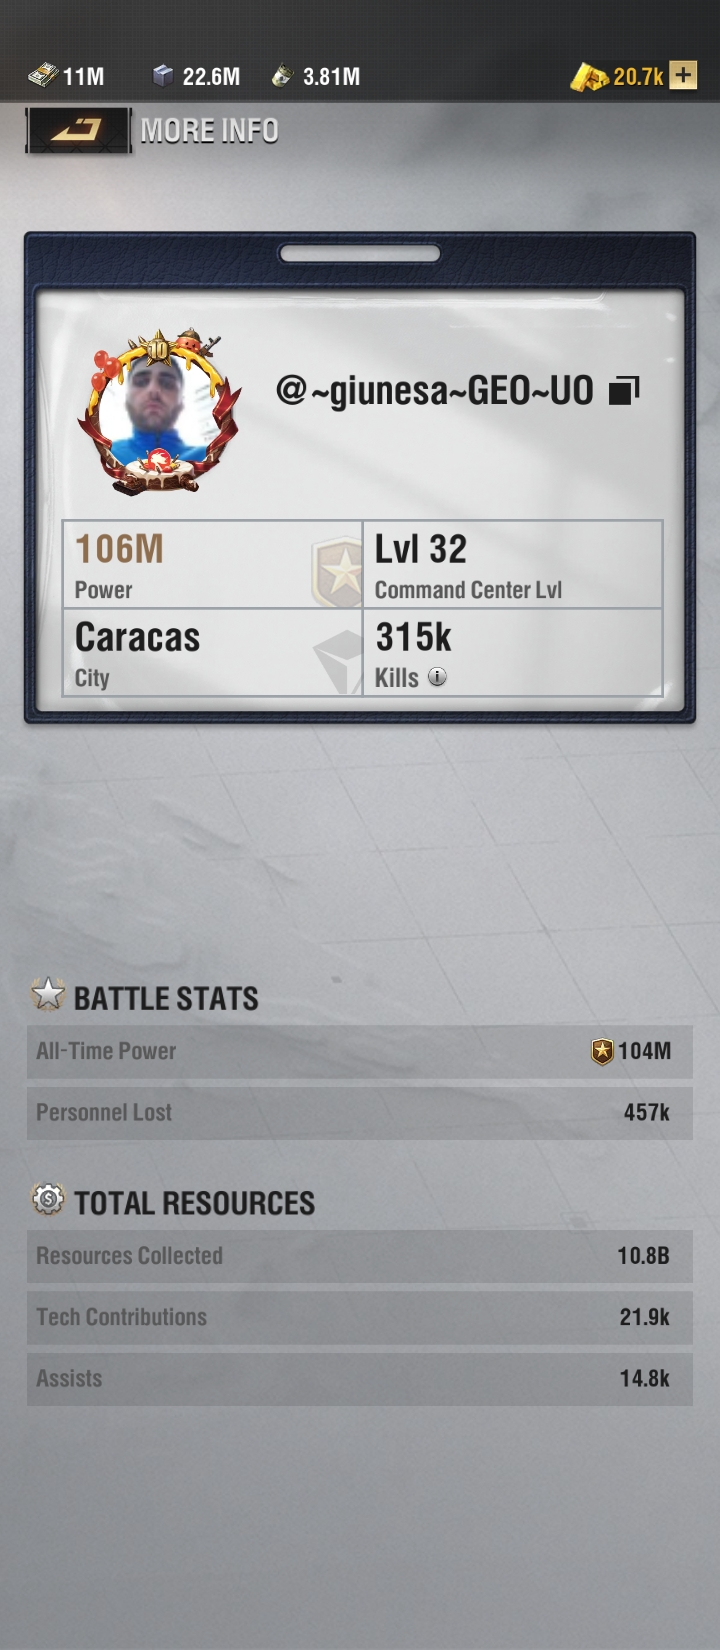 11M 22.6M 3.81M 20.7k +
MORE INFO
10
@~giunesa~GEO~UO
106M
Power
Lvl 32
Command Center Lvl
Caracas
City
315k
Kills i
BATTLE STATS
All-Time Power 104M
Personnel Lost 457k
TOTAL RESOURCES
Resources Collected 10.8B
Tech Contributions 21.9k
Assists 14.8k